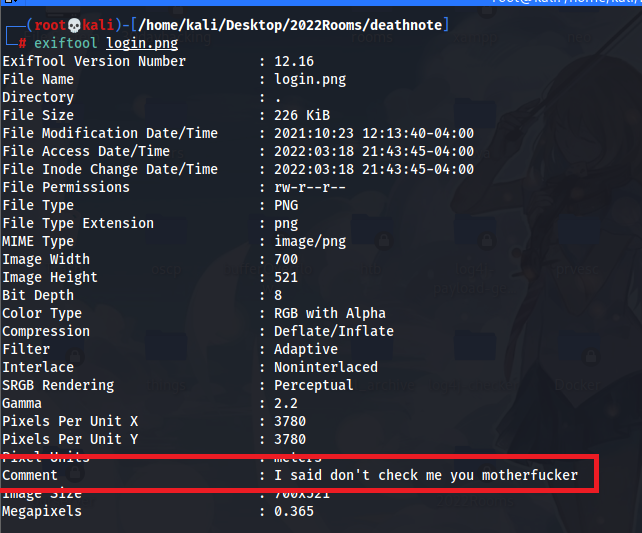 (root💀kali)-[/home/kali/Desktop/2022Rooms/deathnote]
# exiftool login.png
ExifTool Version Number : 12.16
File Name : login.png
Directory : .
File Size : 226 KiB
File Modification Date/Time : 2021:10:23 12:13:40-04:00
File Access Date/Time : 2022:03:18 21:43:45-04:00
File Inode Change Date/Time : 2022:03:18 21:43:45-04:00
File Permissions : rw-r--r--
File Type : PNG
File Type Extension : png
MIME Type : image/png
Image Width : 700
Image Height : 521
Bit Depth : 8
Color Type : RGB with Alpha
Compression : Deflate/Inflate
Filter : Adaptive
Interlace : Noninterlaced
SRGB Rendering : Perceptual
Gamma : 2.2
Pixels Per Unit X : 3780
Pixels Per Unit Y : 3780
Pixel Units : meters
Comment : I said don't check me you motherfucker
Image Size : 700x521
Megapixels : 0.365